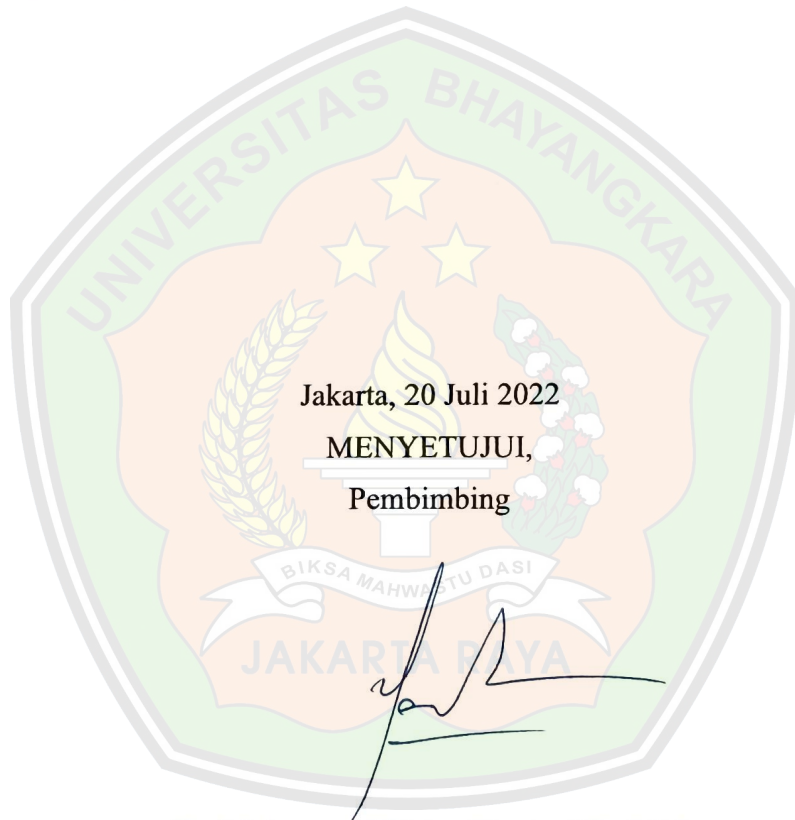 UNIVERSITAS BHAYANGKARA
Jakarta, 20 Juli 2022
MENYETUJUI,
Pembimbing
BIKSA MAHWASTU DASI
JAKARTA RAYA